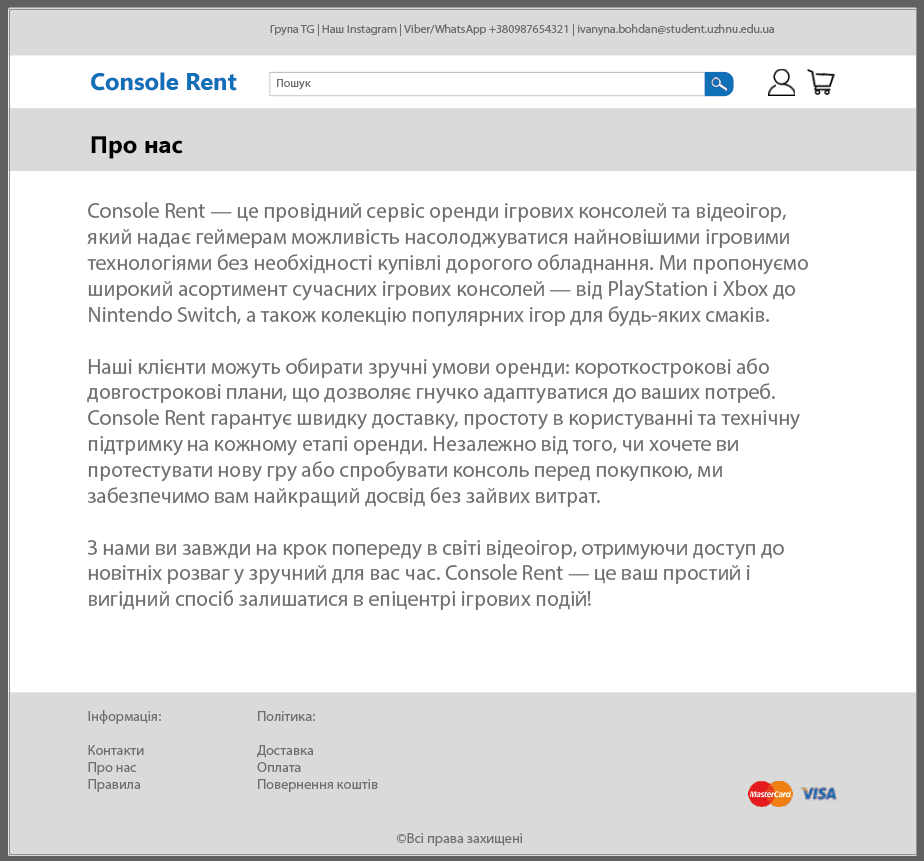 Група TG | Наш Instagram | Viber/WhatsApp +380987654321 | ivanyna.bohdan@student.uzhnu.edu.ua
Console Rent
Пошук
Про нас
Console Rent — це провідний сервіс оренди ігрових консолей та відеоігор,
який надає геймерам можливість насолоджуватися найновішими ігровими
технологіями без необхідності купівлі дорогого обладнання. Ми пропонуємо
широкий асортимент сучасних ігрових консолей — від PlayStation і Xbox до
Nintendo Switch, а також колекцію популярних ігор для будь-яких смаків.
Наші клієнти можуть обирати зручні умови оренди: короткострокові або
довгострокові плани, що дозволяє гнучко адаптуватися до ваших потреб.
Console Rent гарантує швидку доставку, простоту в користуванні та технічну
підтримку на кожному етапі оренди. Незалежно від того, чи хочете ви
протестувати нову гру або спробувати консоль перед покупкою, ми
забезпечимо вам найкращий досвід без зайвих витрат.
З нами ви завжди на крок попереду в світі відеоігор, отримуючи доступ до
новітніх розваг у зручний для вас час. Console Rent — це ваш простий і
вигідний спосіб залишатися в епіцентрі ігрових подій!
Інформація:
Контакти
Про нас
Правила
Політика:
Доставка
Оплата
Повернення коштів
MasterCard
VISA
©Всі права захищені